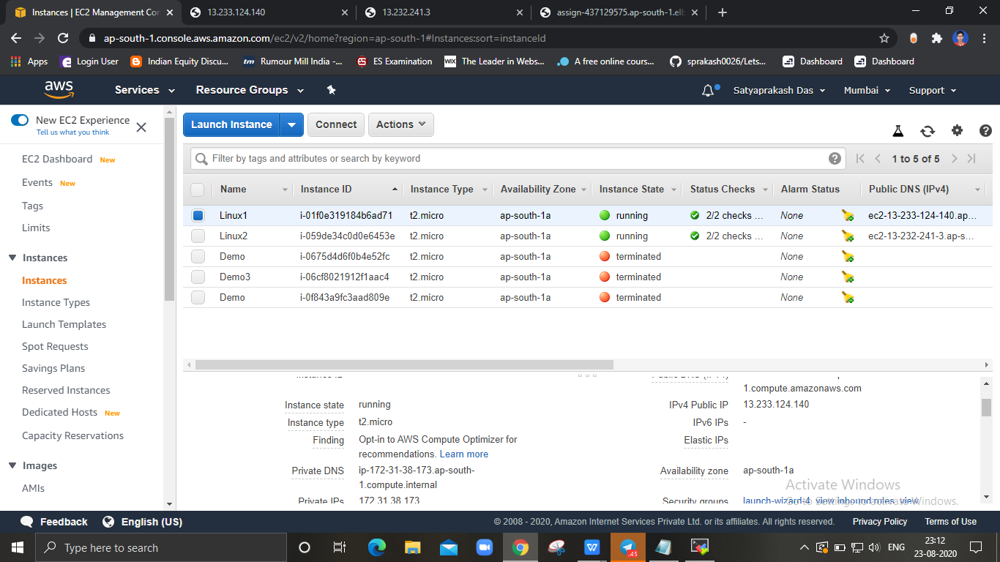 Instances | EC2 Management Con
13.233.124.140
13.232.241.3
assign-437129575.ap-south-1.elb
ap-south-1.console.aws.amazon.com/ec2/v2/home?region=ap-south-1#Instances:sort=instanceId
Apps
Login User
Indian Equity Discu...
tm Rumour Mill India -...
ES Examination
WIX The Leader in Webs...
A free online cours...
sprakash0026/Lets...
Dashboard
Dashboard
aws
Services
Resource Groups
Satyaprakash Das
Mumbai
Support
New EC2 Experience
Tell us what you think
EC2 Dashboard New
Events New
Tags
Limits
Instances
Instances
Instance Types
Launch Templates
Spot Requests
Savings Plans
Reserved Instances
Dedicated Hosts New
Capacity Reservations
Images
AMIs
Launch Instance
Connect
Actions
Filter by tags and attributes or search by keyword
1 to 5 of 5
Name Instance ID Instance Type Availability Zone Instance State Status Checks Alarm Status Public DNS (IPv4)
Linux1 i-01f0e319184b6ad71 t2.micro ap-south-1a running 2/2 checks ... None ec2-13-233-124-140.ap...
Linux2 i-059de34c0d0e6453e t2.micro ap-south-1a running 2/2 checks ... None ec2-13-232-241-3.ap-s...
Demo i-0675d4d6f0b4e52fc t2.micro ap-south-1a terminated None
Demo3 i-06cf8021912f1aac4 t2.micro ap-south-1a terminated None
Demo i-0f843a9fc3aad809e t2.micro ap-south-1a terminated None
Instance ID
Public DNS (IPv4)
1.compute.amazonaws.com
Instance state running
IPv4 Public IP 13.233.124.140
Instance type t2.micro
IPv6 IPs -
Finding Opt-in to AWS Compute Optimizer for
recommendations. Learn more
Elastic IPs
Private DNS ip-172-31-38-173.ap-south-
1.compute.internal
Availability zone ap-south-1a
Private IPs 172.31.38.173
Security groups launch-wizard-4. view inbound rules. view
Activate Windows
Go to Settings to activate Windows.
Feedback
English (US)
© 2008 - 2020, Amazon Internet Services Private Ltd. or its affiliates. All rights reserved.
Privacy Policy
Terms of Use
Type here to search
45
ENG
23:12
23-08-2020